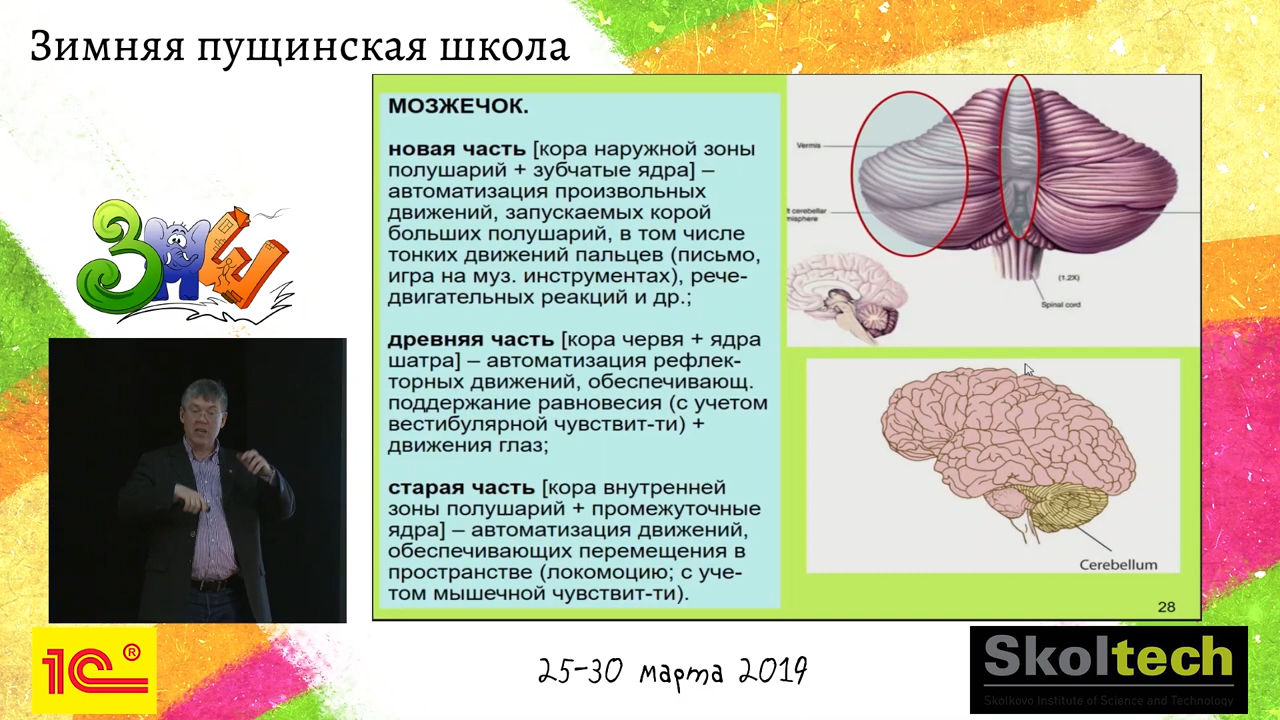 Зимняя пущинская школа
ЗПШ
МОЗЖЕЧОК.
новая часть [кора наружной зоны
полушарий + зубчатые ядра] –
автоматизация произвольных
движений, запускаемых корой
больших полушарий, в том числе
тонких движений пальцев (письмо,
игра на муз. инструментах), рече-
двигательных реакций и др.;
древняя часть [кора червя + ядра
шатра] – автоматизация рефлек-
торных движений, обеспечивающ.
поддержание равновесия (с учетом
вестибулярной чувствит-ти) +
движения глаз;
старая часть [кора внутренней
зоны полушарий + промежуточные
ядра] – автоматизация движений,
обеспечивающих перемещения в
пространстве (локомоцию; с уче-
том мышечной чувствит-ти).
Vermis
ft cerebellar
misphere
(1.2X)
Spinal cord
Cerebellum
28
1С®
25-30 марта 2019
Skoltech
Skolkovo Institute of Science and Technology